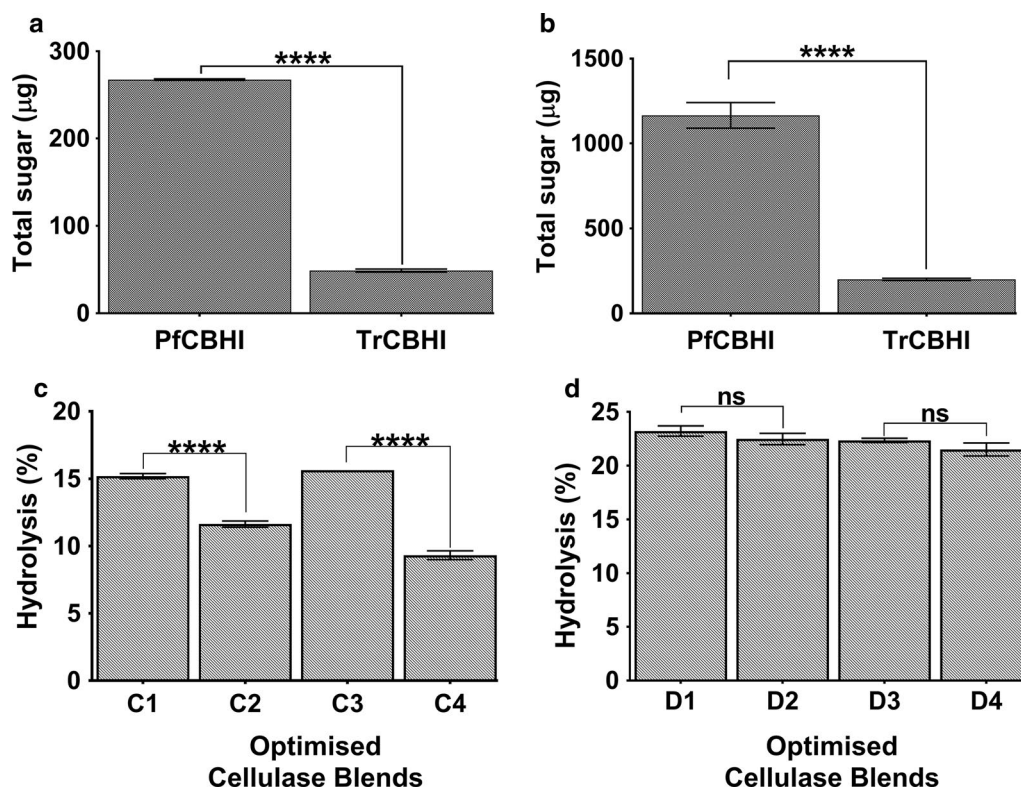 a
Total sugar (μg)
300
200
100
0
****
PfCBHI TrCBHI
b
Total sugar (μg)
1500
1000
500
0
****
PfCBHI TrCBHI
c
Hydrolysis (%)
20
15
10
5
0
**** ****
C1 C2 C3 C4
Optimised
Cellulase Blends
d
Hydrolysis (%)
25
20
15
10
5
0
ns ns
D1 D2 D3 D4
Optimised
Cellulase Blends